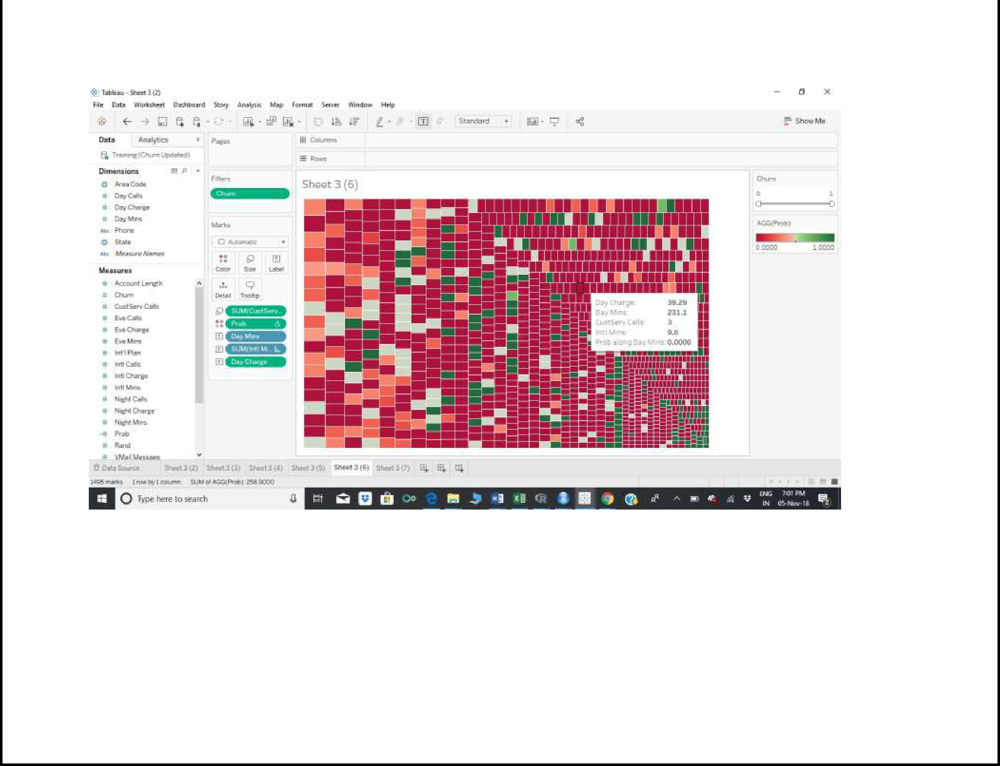 Tableau - Sheet 3 (2)
File Data Worksheet Dashboard Story Analysis Map Format Server Window Help
Standard
Show Me
Data Analytics
Training (Churn Updated)
Dimensions
Area Code
Day Calls
Day Charge
Day Mins
Abc Phone
State
Abc Measure Names
Measures
Account Length
Churn
CustServ Calls
Eve Calls
Eve Charge
Eve Mins
Int'l Plan
Intl Calls
Intl Charge
Intl Mins
Night Calls
Night Charge
Night Mins
Prob
Rand
VMail Message
Pages
Filters
Churn
Marks
Automatic
Color Size Label
Detail Tooltip
SUM(CustServ..
Prob
Day Mins
SUM(Intl Mi..
Day Charge
Columns
Rows
Sheet 3 (6)
Day Charge: 39.29
Day Mins: 231.1
CustServ Calls: 3
Intl Mins: 9.6
Prob along Day Mins: 0.0000
Churn
0 1
AGG(Prob)
0.0000 1.0000
Data Source Sheet 3 (2) Sheet 3 (3) Sheet 3 (4) Sheet 3 (5) Sheet 3 (6) Sheet 3 (7)
1495 marks 1 row by 1 column SUM of AGG(Prob): 258.9000
Type here to search
ENG
IN
7:01 PM
05-Nov-18
2